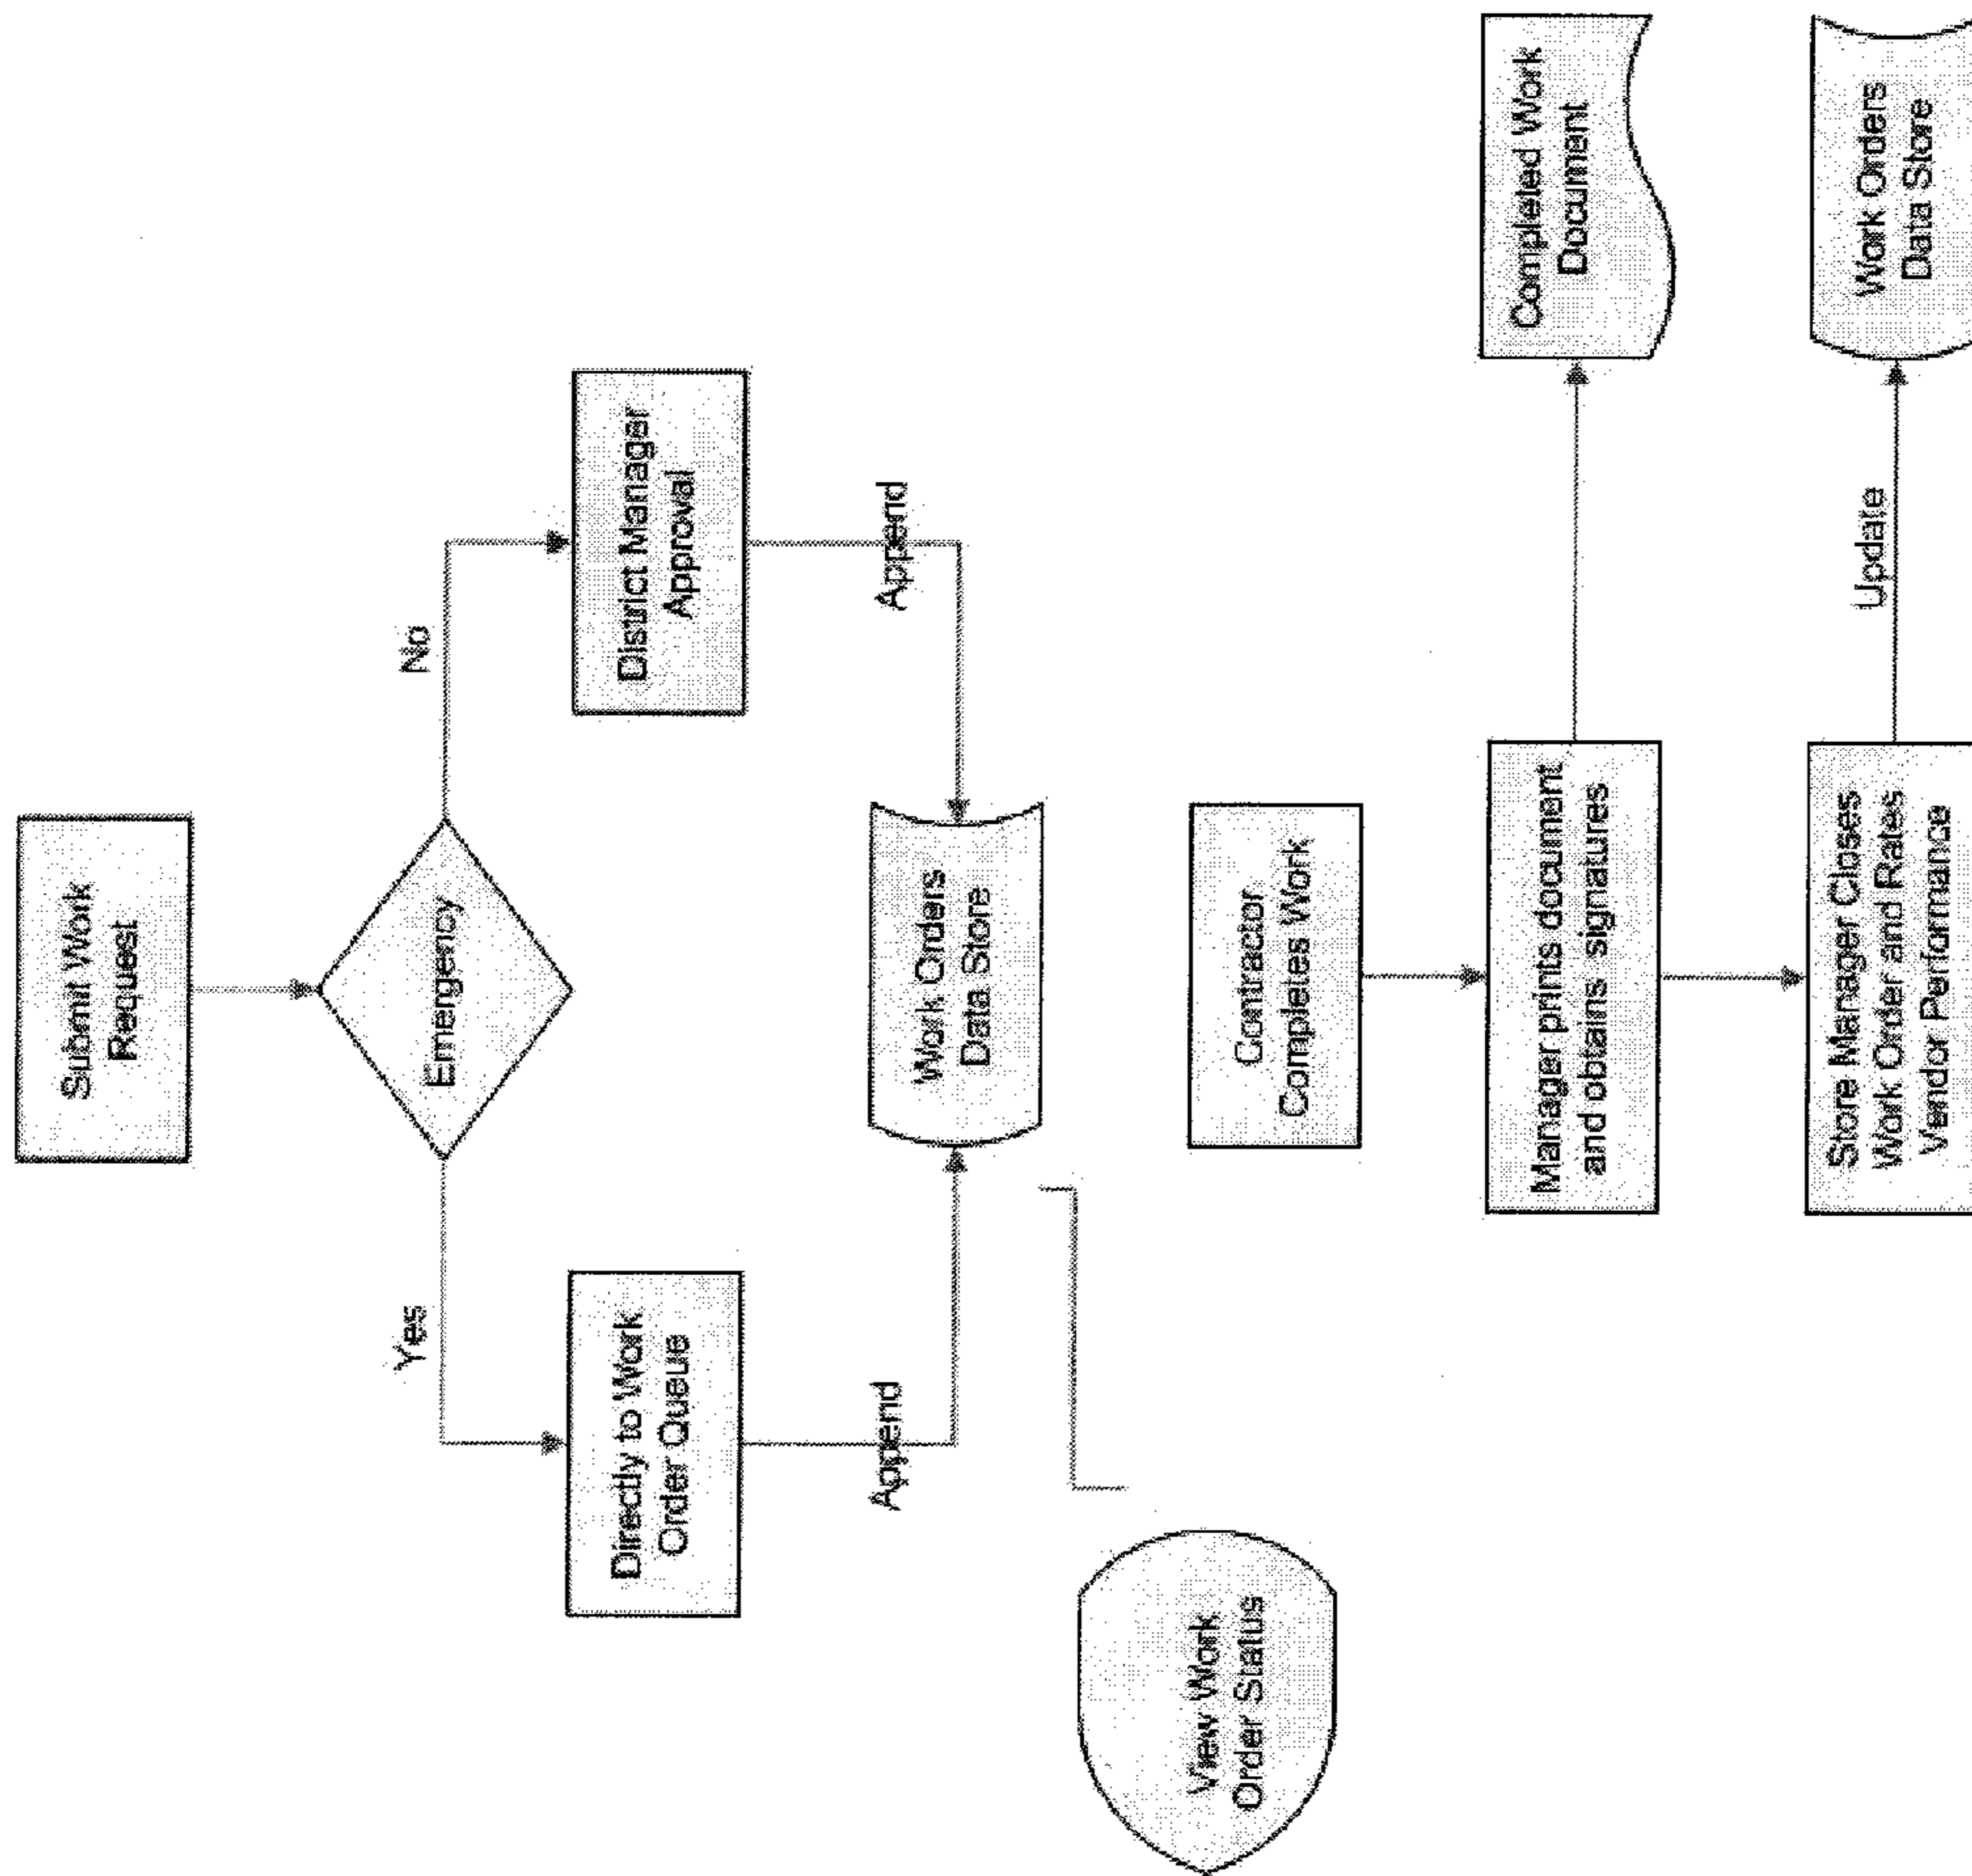 Submit Work
Request
Emergency
Yes
No
Directly to Work
Order Queue
District Manager
Approval
Append
Append
Work Orders
Data Store
View Work
Order Status
Contractor
Completes Work
Manager prints document
and obtains signatures
Completed Work
Document
Store Manager Closes
Work Order and Rates
Vendor Performance
Update
Work Orders
Data Store